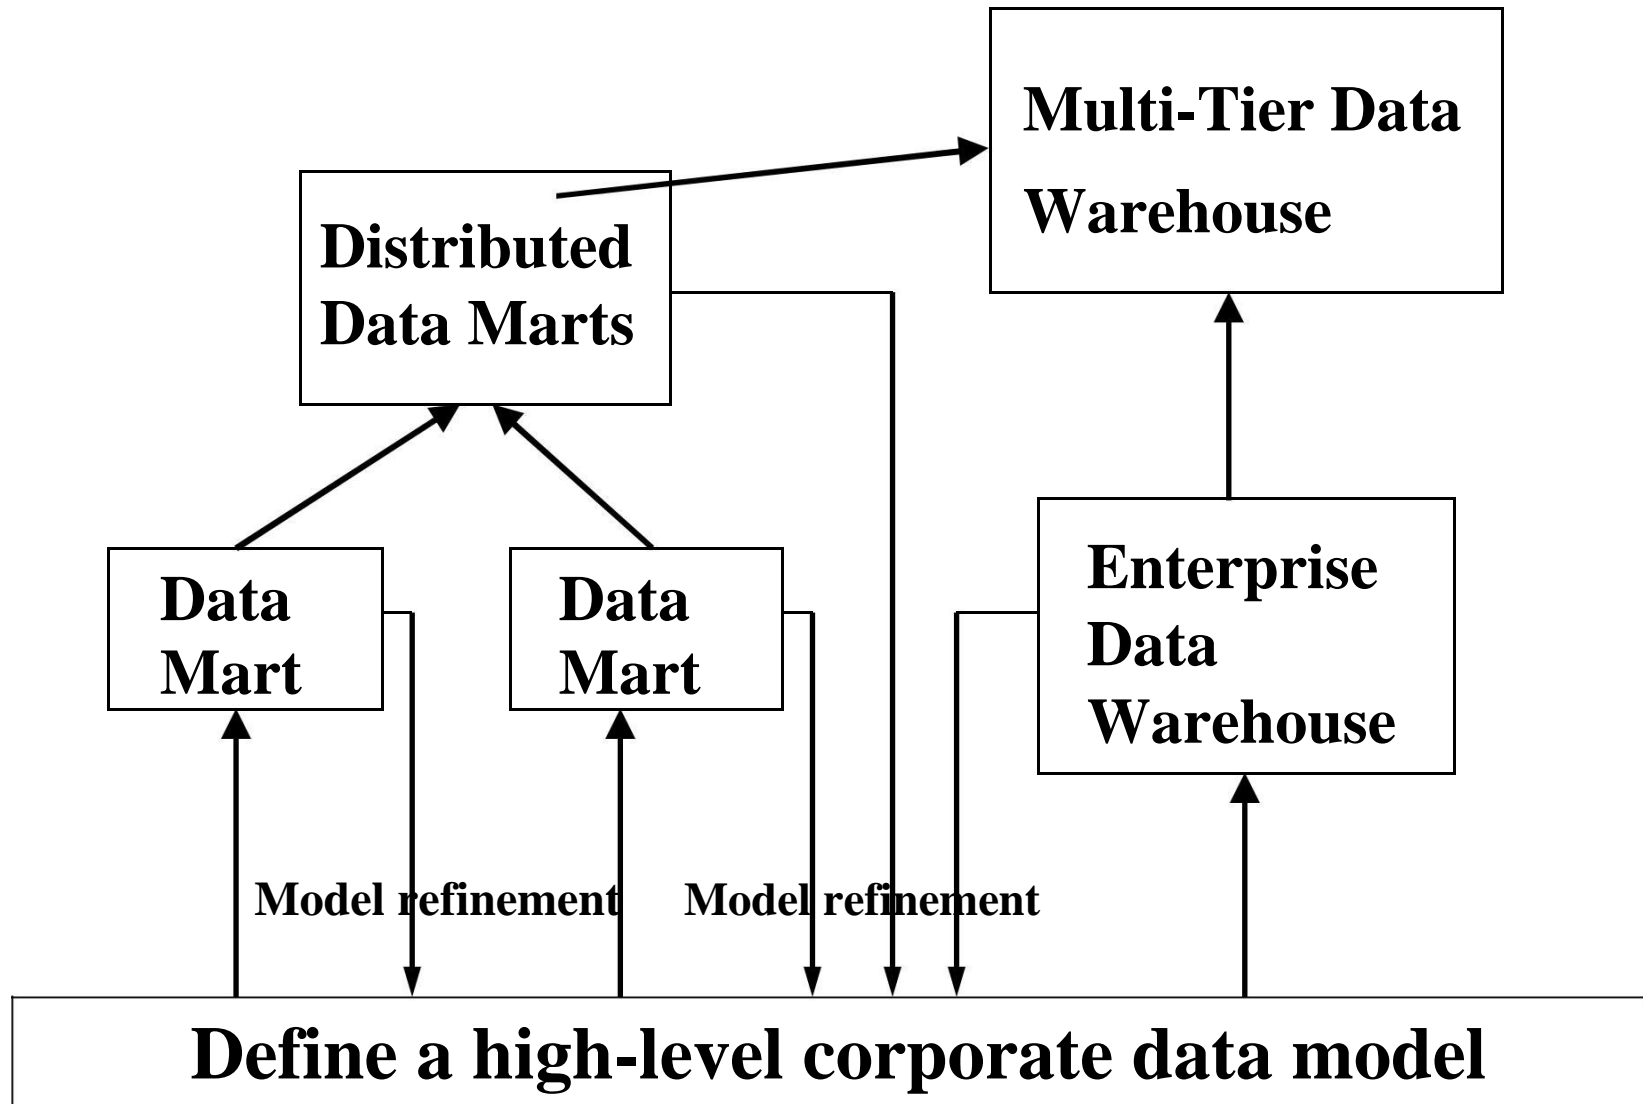 Multi-Tier Data
Warehouse
Distributed
Data Marts
Data
Mart
Data
Mart
Enterprise
Data
Warehouse
Model refinement
Model refinement
Define a high-level corporate data model